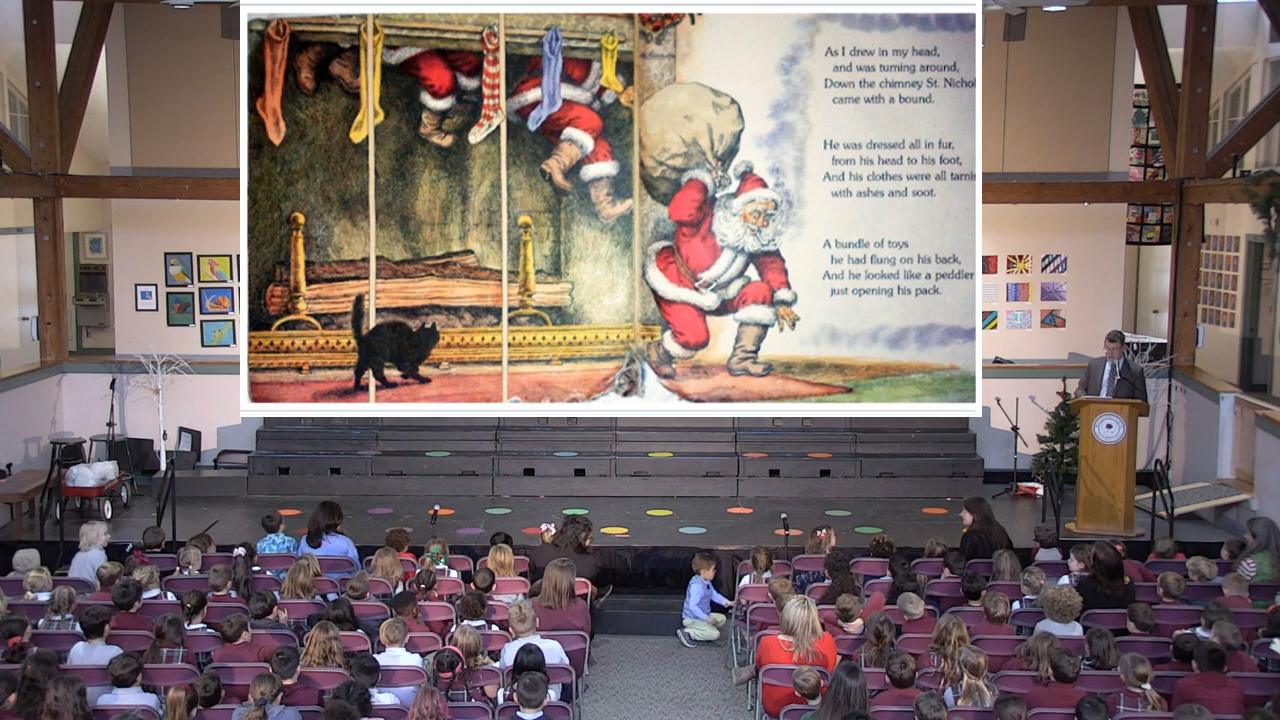 As I drew in my head,
and was turning around,
Down the chimney St. Nichol
came with a bound.
He was dressed all in fur,
from his head to his foot,
And his clothes were all tarnis
with ashes and soot.
A bundle of toys
he had flung on his back,
And he looked like a peddler
just opening his pack.